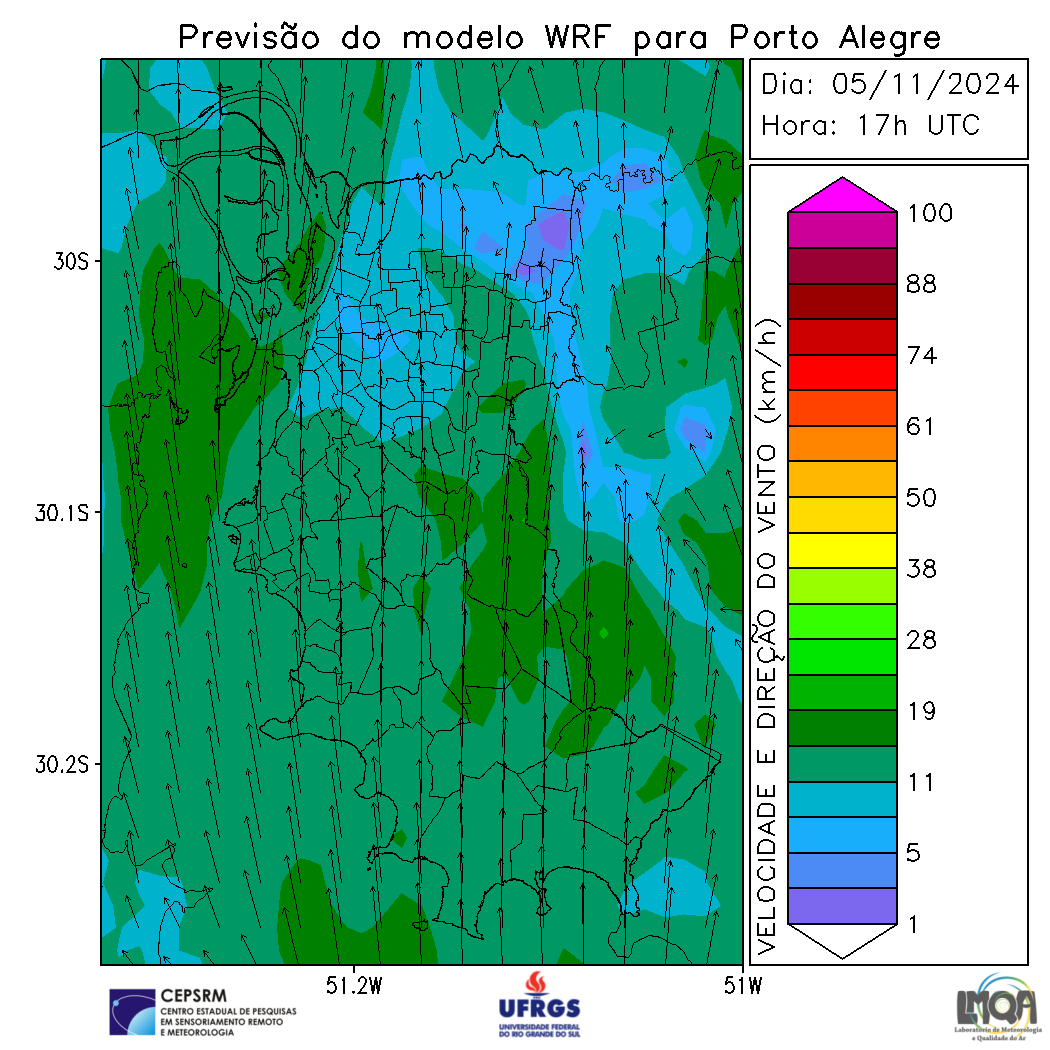 Previsão do modelo WRF para Porto Alegre
Dia: 05/11/2024
Hora: 17h UTC
30S
30.1S
30.2S
51.2W
51W
VELOCIDADE E DIREÇÃO DO VENTO (km/h)
100
88
74
61
50
38
28
19
11
5
1
CEPSRM
CENTRO ESTADUAL DE PESQUISAS
EM SENSORIAMENTO REMOTO
E METEOROLOGIA
UFRGS
UNIVERSIDADE FEDERAL
DO RIO GRANDE DO SUL
LMQA
Laboratório de Meteorologia
e Qualidade do Ar